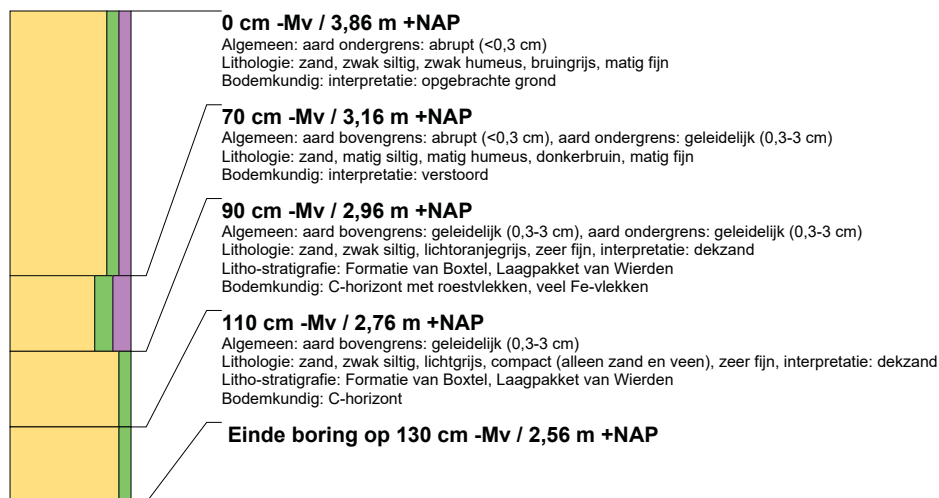 0 cm -Mv / 3,86 m +NAP
Algemeen: aard ondergrens: abrupt (<0,3 cm)
Lithologie: zand, zwak siltig, zwak humeus, bruingrijs, matig fijn
Bodemkundig: interpretatie: opgebrachte grond
70 cm -Mv / 3,16 m +NAP
Algemeen: aard bovengrens: abrupt (<0,3 cm), aard ondergrens: geleidelijk (0,3-3 cm)
Lithologie: zand, matig siltig, matig humeus, donkerbruin, matig fijn
Bodemkundig: interpretatie: verstoord
90 cm -Mv / 2,96 m +NAP
Algemeen: aard bovengrens: geleidelijk (0,3-3 cm), aard ondergrens: geleidelijk (0,3-3 cm)
Lithologie: zand, zwak siltig, lichtoranjegrijs, zeer fijn, interpretatie: dekzand
Litho-stratigrafie: Formatie van Boxtel, Laagpakket van Wierden
Bodemkundig: C-horizont met roestvlekken, veel Fe-vlekken
110 cm -Mv / 2,76 m +NAP
Algemeen: aard bovengrens: geleidelijk (0,3-3 cm)
Lithologie: zand, zwak siltig, lichtgrijs, compact (alleen zand en veen), zeer fijn, interpretatie: dekzand
Litho-stratigrafie: Formatie van Boxtel, Laagpakket van Wierden
Bodemkundig: C-horizont
Einde boring op 130 cm -Mv / 2,56 m +NAP